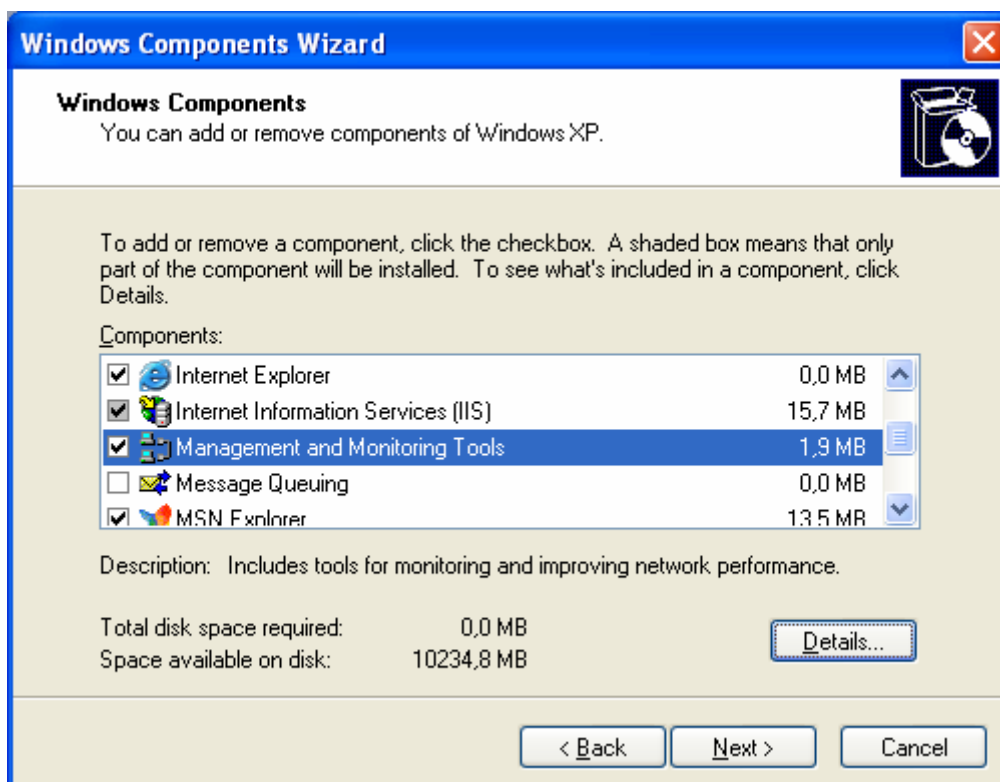 Windows Components Wizard
Windows Components
You can add or remove components of Windows XP.
To add or remove a component, click the checkbox. A shaded box means that only
part of the component will be installed. To see what's included in a component, click
Details.
Components:
Internet Explorer 0,0 MB
Internet Information Services (IIS) 15,7 MB
Management and Monitoring Tools 1,9 MB
Message Queuing 0,0 MB
MSN Explorer 13,5 MB
Description: Includes tools for monitoring and improving network performance.
Total disk space required: 0,0 MB
Space available on disk: 10234,8 MB
Details...
< Back Next > Cancel